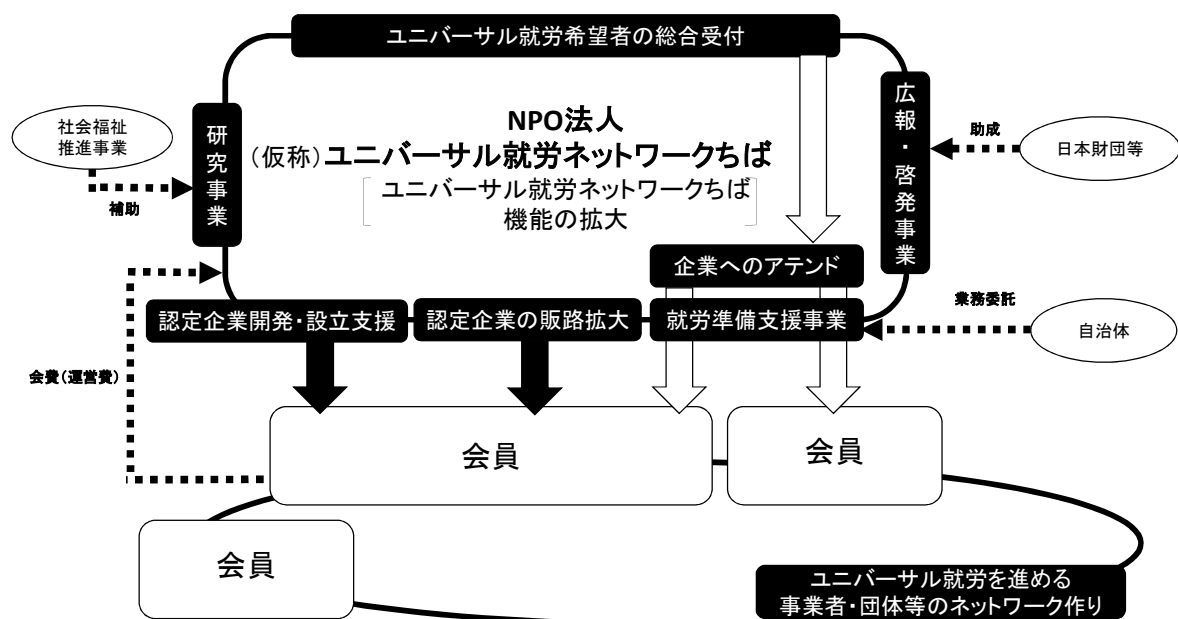 ユニバーサル就労希望者の総合受付
社会福祉
推進事業
補助
研究事業
NPO法人
（仮称）ユニバーサル就労ネットワークちば
ユニバーサル就労ネットワークちば
機能の拡大
広報・啓発事業
助成
日本財団等
企業へのアテンド
認定企業開発・設立支援
認定企業の販路拡大
就労準備支援事業
業務委託
自治体
会費（運営費）
会員
会員
会員
ユニバーサル就労を進める
事業者・団体等のネットワーク作り